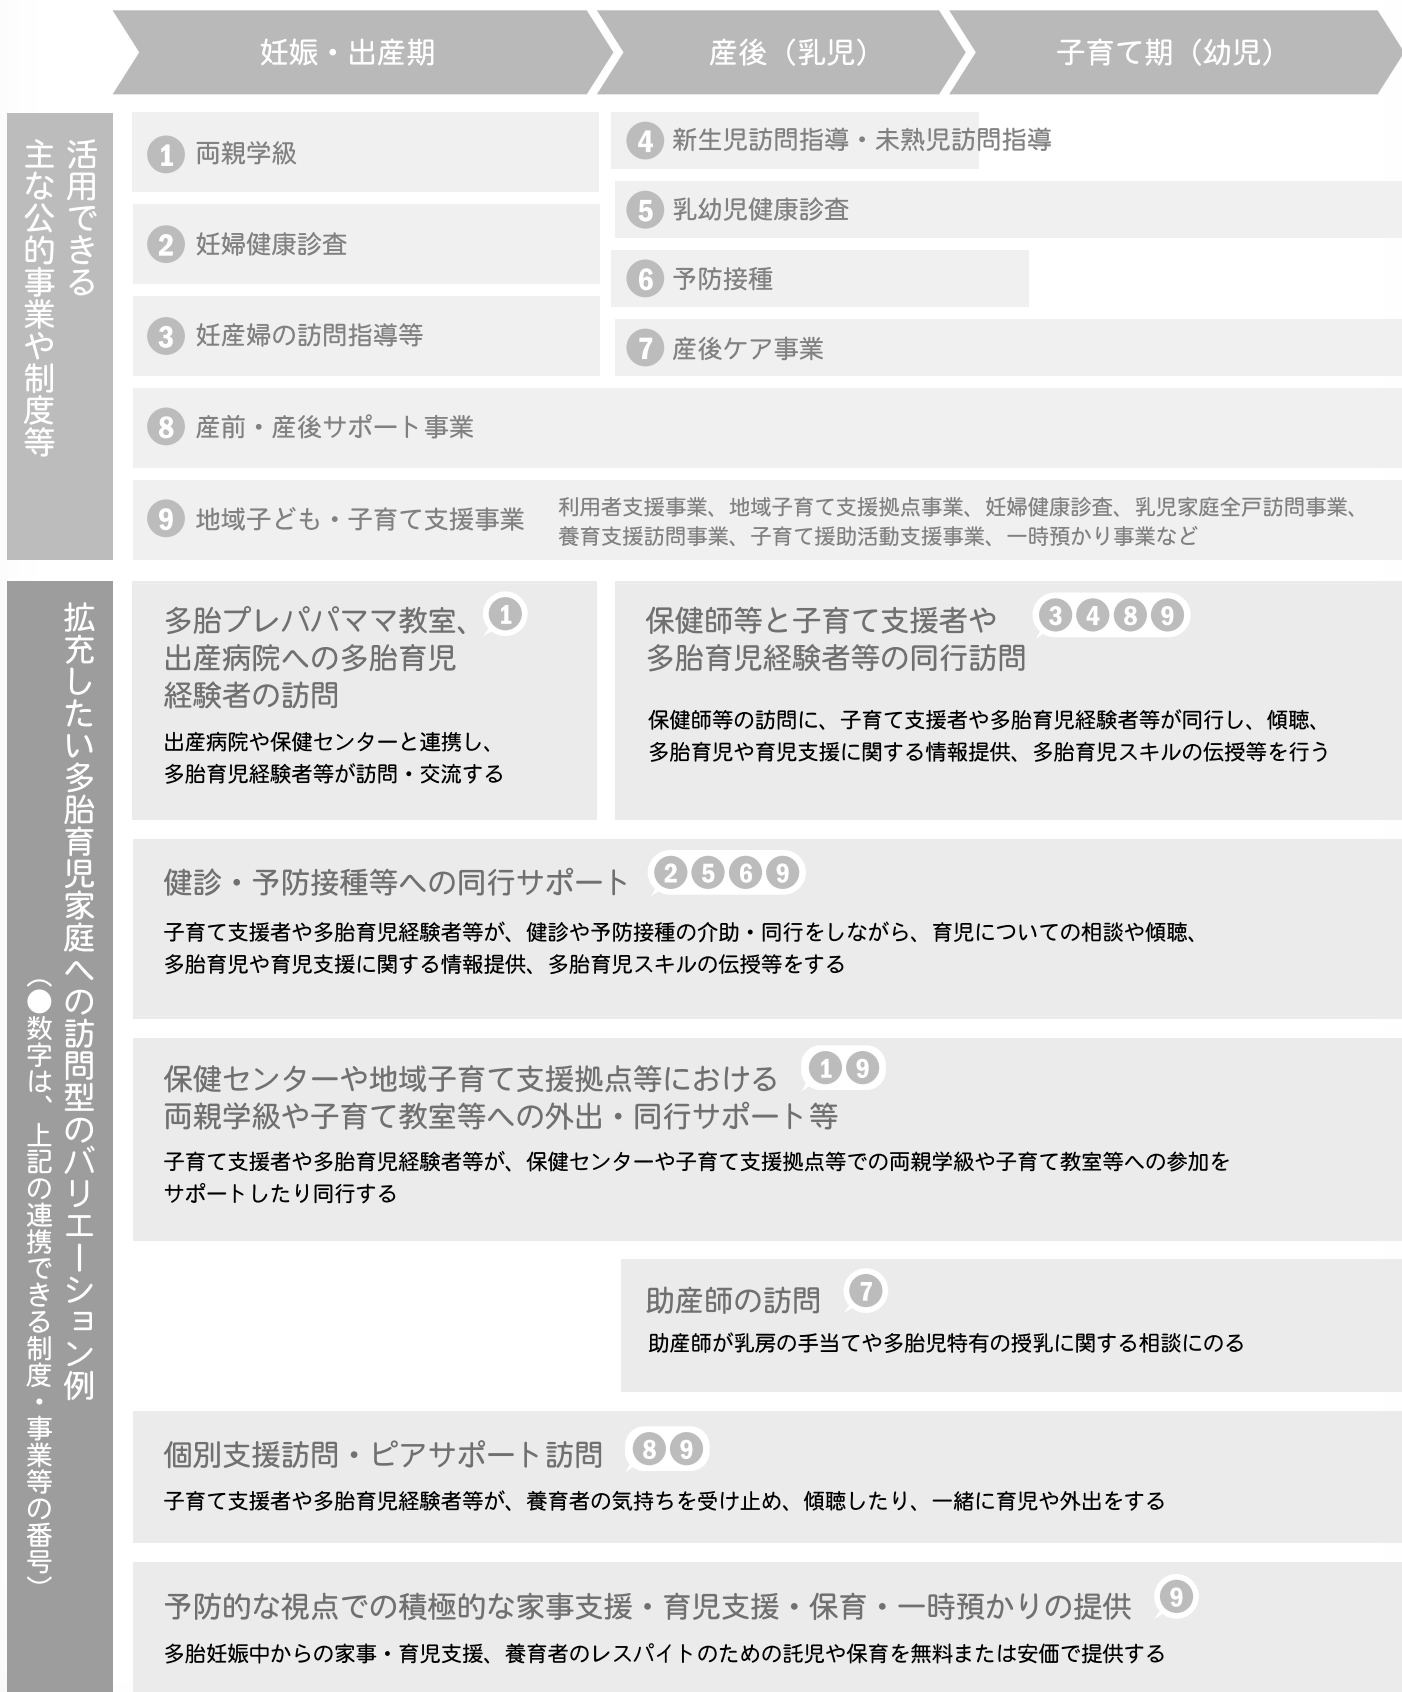 妊娠・出産期
産後（乳児）
子育て期（幼児）
活用できる
主な公的事業や制度等
1 両親学級
2 妊婦健康診査
3 妊産婦の訪問指導等
4 新生児訪問指導・未熟児訪問指導
5 乳幼児健康診査
6 予防接種
7 産後ケア事業
8 産前・産後サポート事業
9 地域子ども・子育て支援事業
利用者支援事業、地域子育て支援拠点事業、妊婦健康診査、乳児家庭全戸訪問事業、
養育支援訪問事業、子育て援助活動支援事業、一時預かり事業など
拡充したい多胎育児家庭への訪問型のバリエーション例
（●数字は、上記の連携できる制度・事業等の番号）
多胎プレパパママ教室、 1
出産病院への多胎育児
経験者の訪問
出産病院や保健センターと連携し、
多胎育児経験者等が訪問・交流する
保健師等と子育て支援者や 3 4 8 9
多胎育児経験者等の同行訪問
保健師等の訪問に、子育て支援者や多胎育児経験者等が同行し、傾聴、
多胎育児や育児支援に関する情報提供、多胎育児スキルの伝授等を行う
健診・予防接種等への同行サポート 2 5 6 9
子育て支援者や多胎育児経験者等が、健診や予防接種の介助・同行をしながら、育児についての相談や傾聴、
多胎育児や育児支援に関する情報提供、多胎育児スキルの伝授等をする
保健センターや地域子育て支援拠点等における 1 9
両親学級や子育て教室等への外出・同行サポート等
子育て支援者や多胎育児経験者等が、保健センターや子育て支援拠点等での両親学級や子育て教室等への参加を
サポートしたり同行する
助産師の訪問 7
助産師が乳房の手当てや多胎児特有の授乳に関する相談にのる
個別支援訪問・ピアサポート訪問 8 9
子育て支援者や多胎育児経験者等が、養育者の気持ちを受け止め、傾聴したり、一緒に育児や外出をする
予防的な視点での積極的な家事支援・育児支援・保育・一時預かりの提供 9
多胎妊娠中からの家事・育児支援、養育者のレスパイトのための託児や保育を無料または安価で提供する